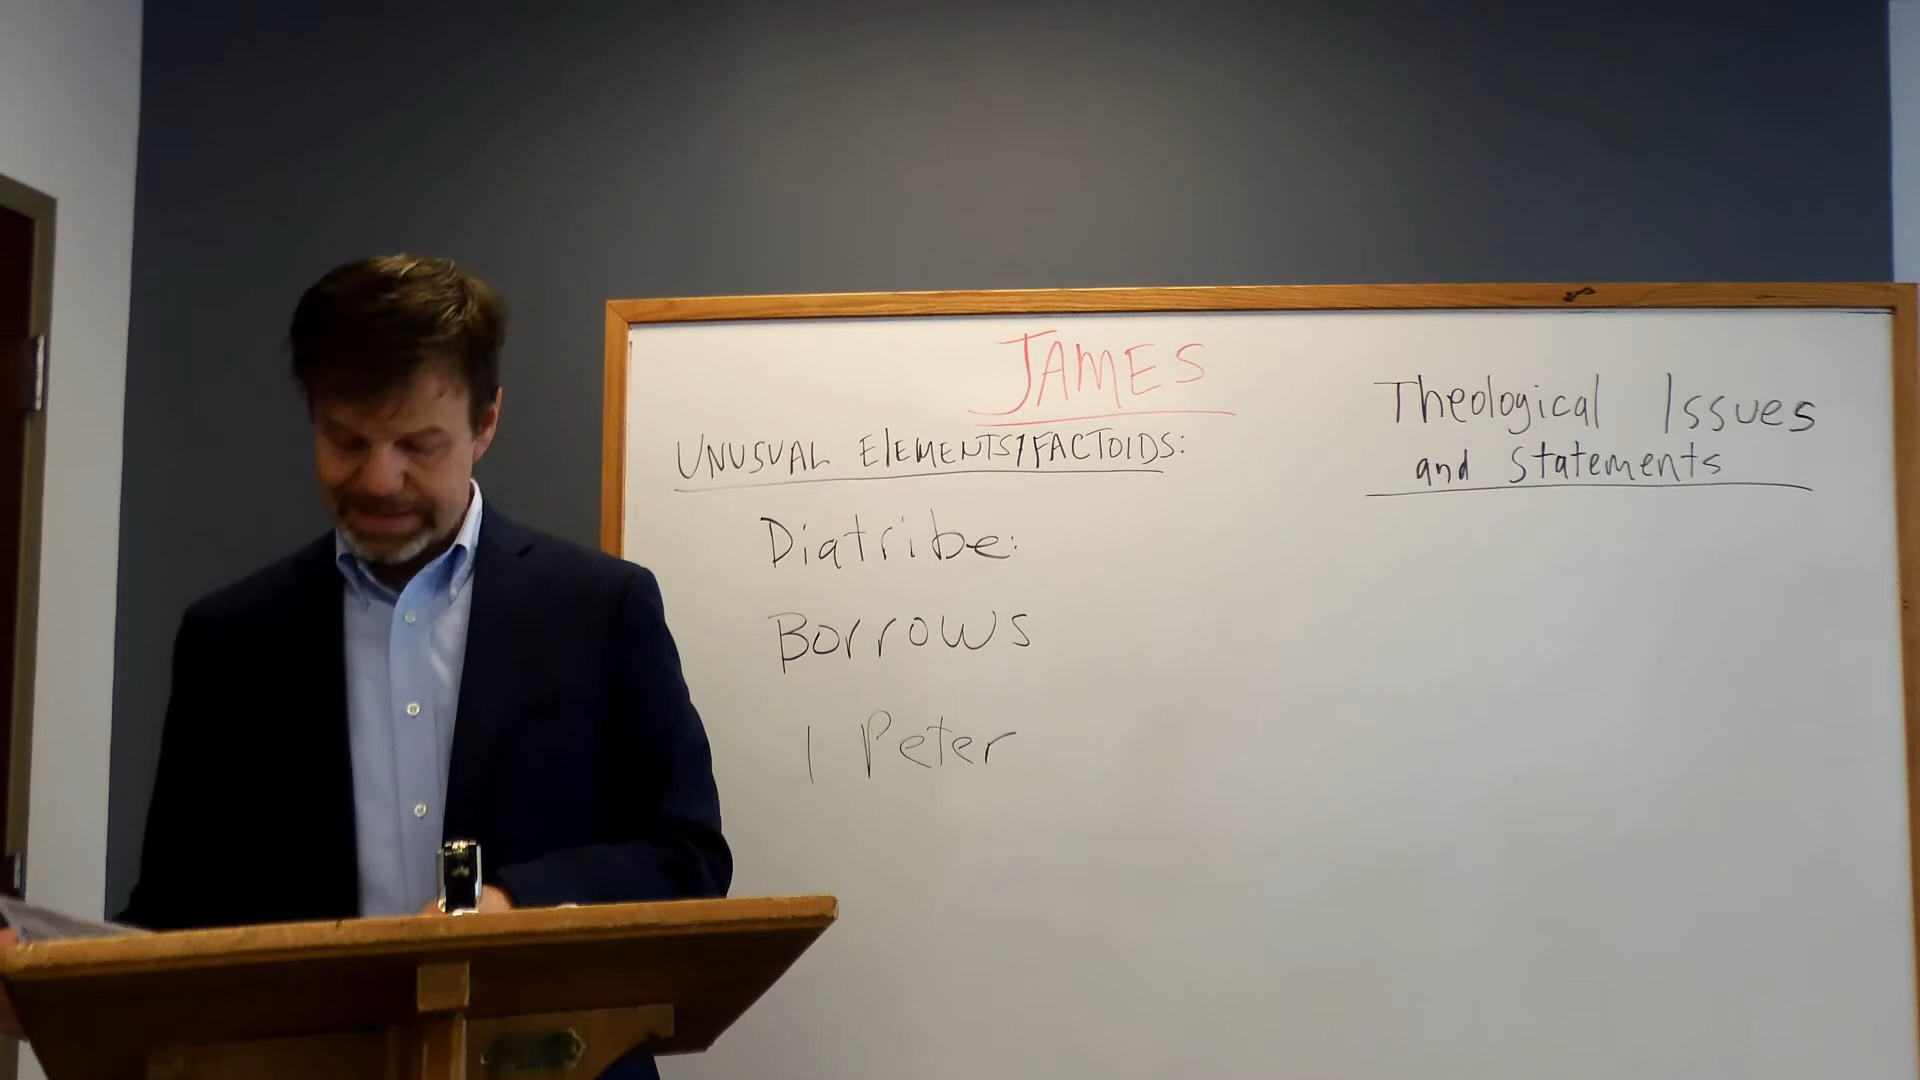 JAMES
UNUSUAL ElEMENTS/FACTOIDS:
Diatribe:
Borrows
1 Peter
Theological Issues
and Statements